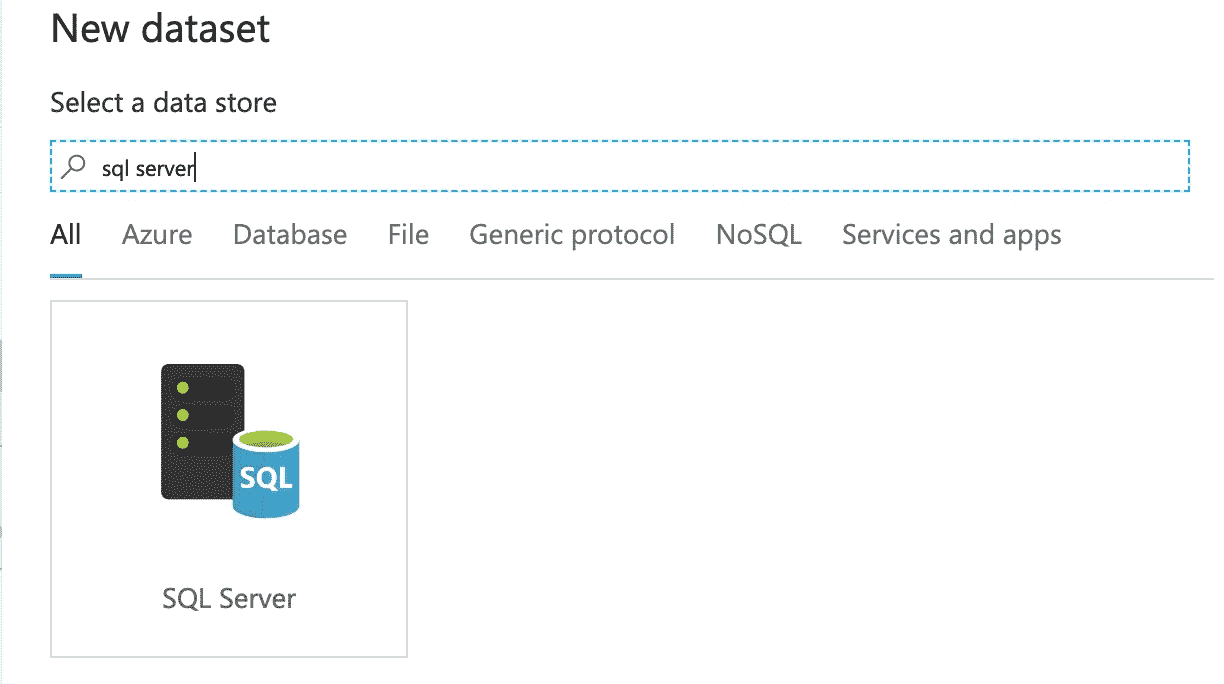 New dataset
Select a data store
sql server
All Azure Database File Generic protocol NoSQL Services and apps
SQL
SQL Server